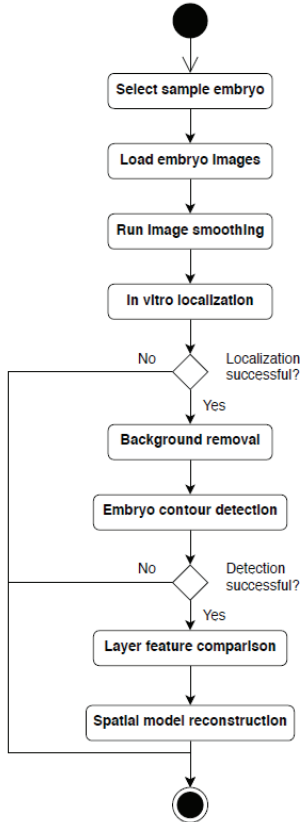 Select sample embryo
Load embryo images
Run image smoothing
In vitro localization
No
Localization
successful?
Yes
Background removal
Embryo contour detection
No
Detection
successful?
Yes
Layer feature comparison
Spatial model reconstruction